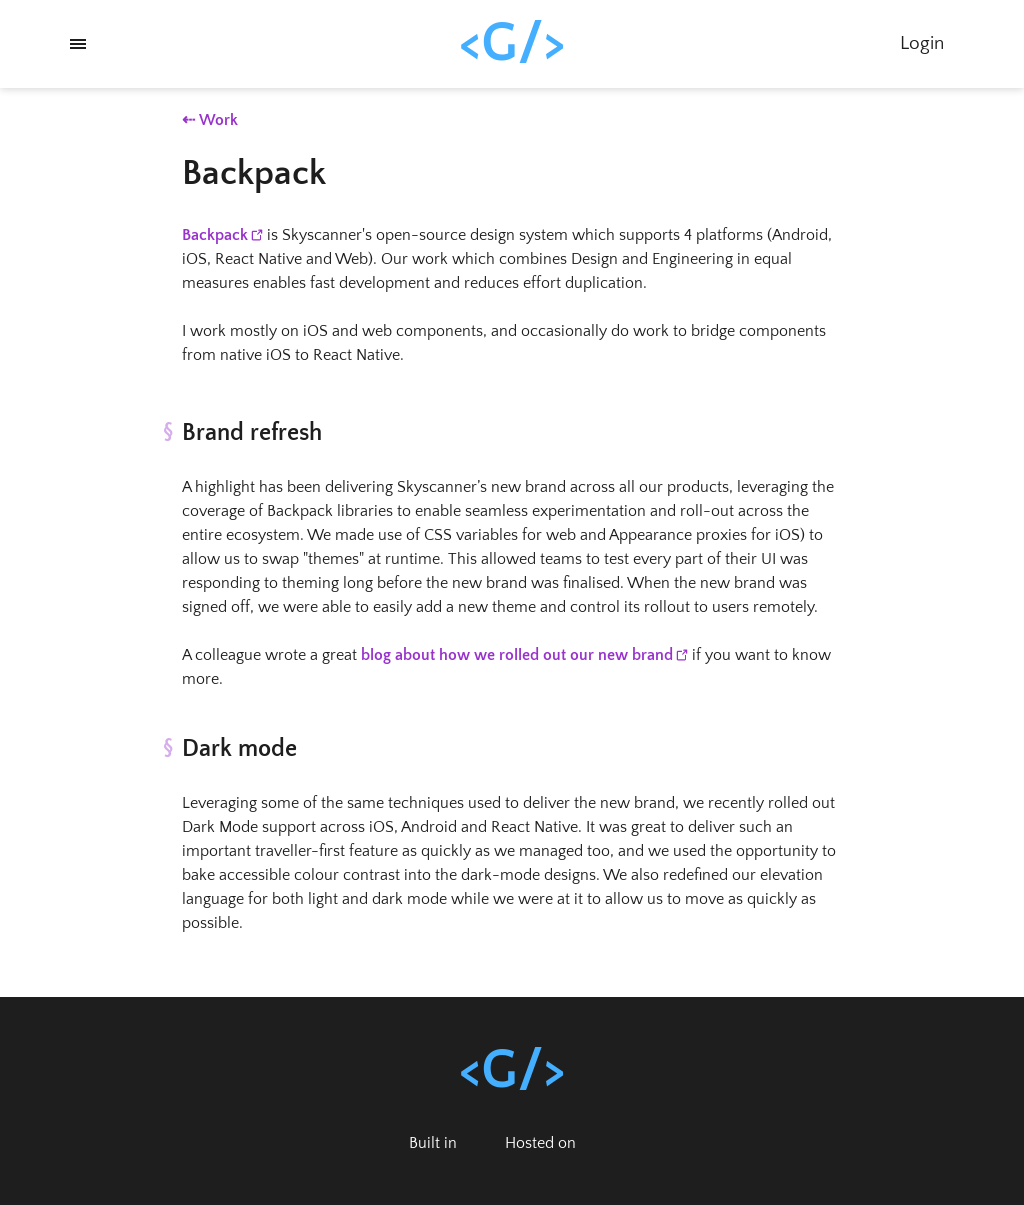 <G/>
Login
⇠ Work
Backpack
Backpack is Skyscanner's open-source design system which supports 4 platforms (Android,
iOS, React Native and Web). Our work which combines Design and Engineering in equal
measures enables fast development and reduces effort duplication.
I work mostly on iOS and web components, and occasionally do work to bridge components
from native iOS to React Native.
§ Brand refresh
A highlight has been delivering Skyscanner’s new brand across all our products, leveraging the
coverage of Backpack libraries to enable seamless experimentation and roll-out across the
entire ecosystem. We made use of CSS variables for web and Appearance proxies for iOS) to
allow us to swap "themes" at runtime. This allowed teams to test every part of their UI was
responding to theming long before the new brand was finalised. When the new brand was
signed off, we were able to easily add a new theme and control its rollout to users remotely.
A colleague wrote a great blog about how we rolled out our new brand if you want to know
more.
§ Dark mode
Leveraging some of the same techniques used to deliver the new brand, we recently rolled out
Dark Mode support across iOS, Android and React Native. It was great to deliver such an
important traveller-first feature as quickly as we managed too, and we used the opportunity to
bake accessible colour contrast into the dark-mode designs. We also redefined our elevation
language for both light and dark mode while we were at it to allow us to move as quickly as
possible.
<G/>
Built in
Hosted on